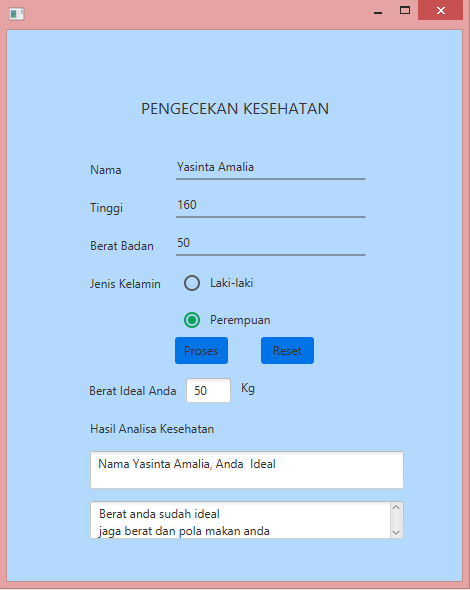 PENGECEKAN KESEHATAN
Nama Yasinta Amalia
Tinggi 160
Berat Badan 50
Jenis Kelamin Laki-laki
Perempuan
Proses Reset
Berat Ideal Anda 50 Kg
Hasil Analisa Kesehatan
Nama Yasinta Amalia, Anda  Ideal
Berat anda sudah ideal
jaga berat dan pola makan anda